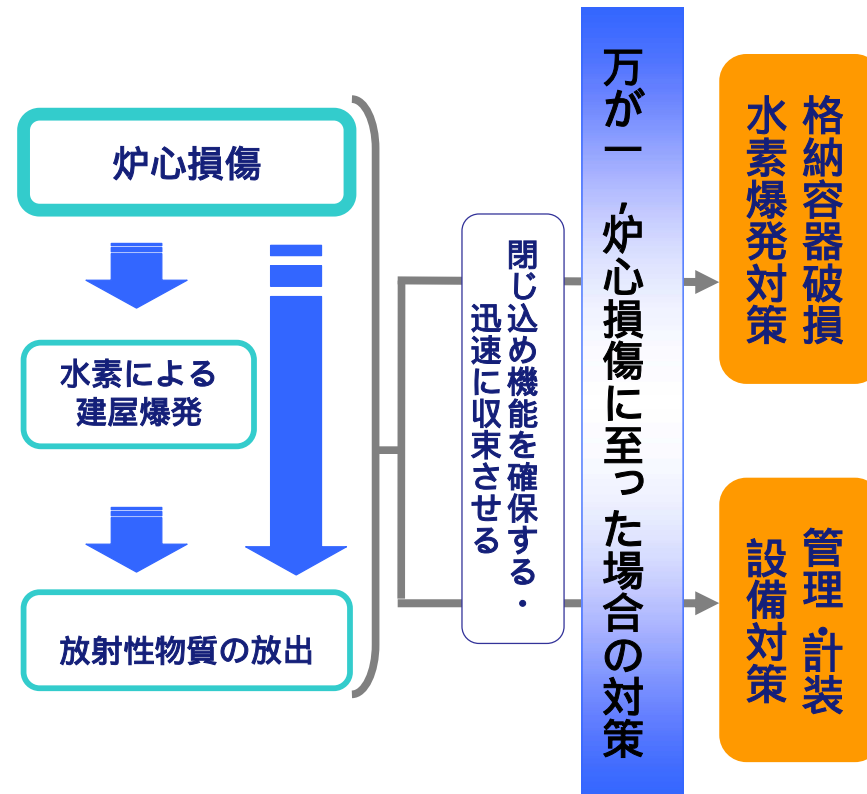 炉心損傷
水素による
建屋爆発
放射性物質の放出
閉じ込め機能を確保する・
迅速に収束させる
万が一,炉心損傷に至った場合の対策
格納容器破損
水素爆発対策
管理・計装
設備対策